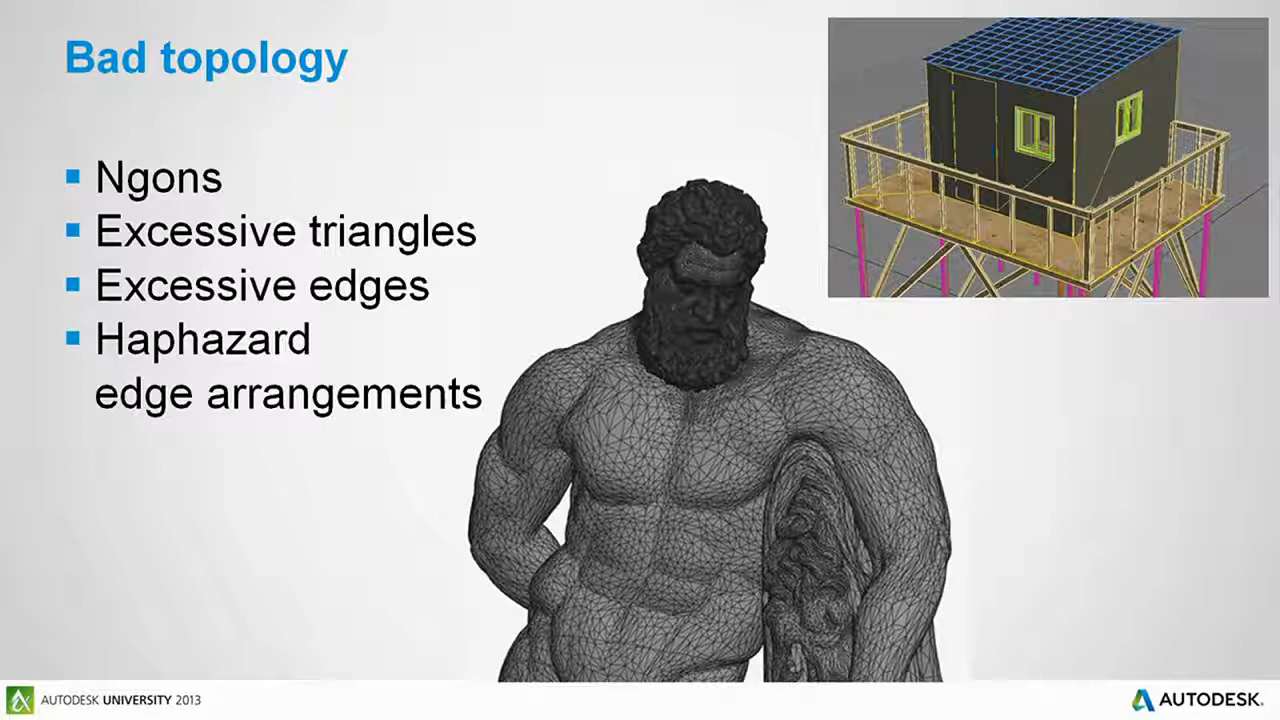 Bad topology
Ngons
Excessive triangles
Excessive edges
Haphazard
edge arrangements
AUTODESK UNIVERSITY 2013
AUTODESK.